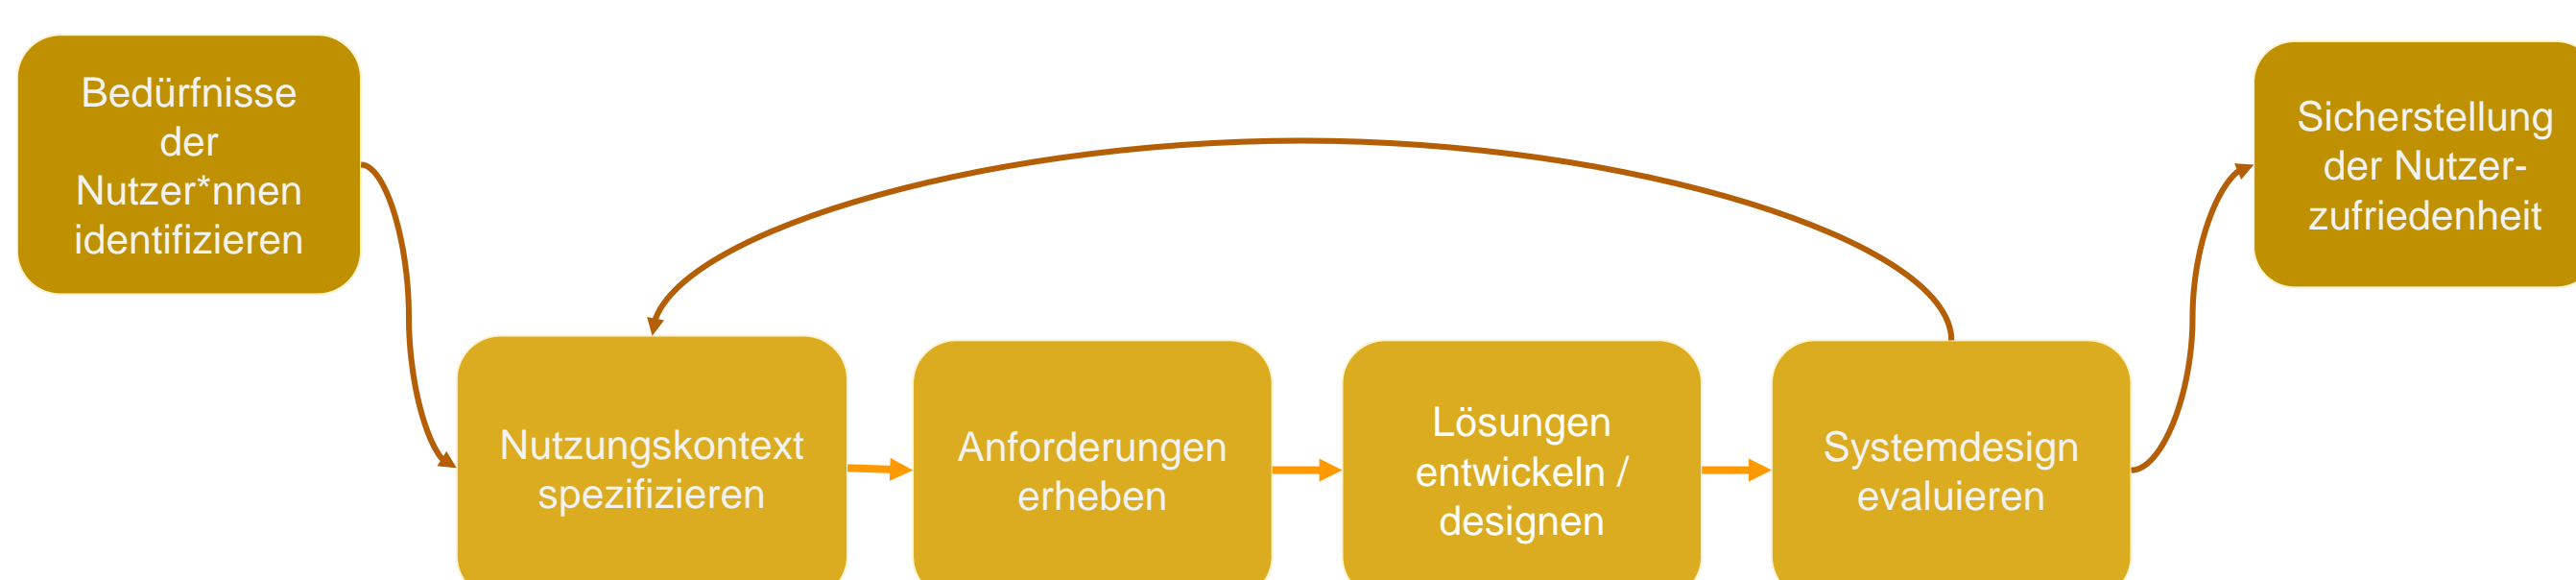 Bedürfnisse
der
Nutzer*nnen
identifizieren
Nutzungskontext
spezifizieren
Anforderungen
erheben
Lösungen
entwickeln /
designen
Systemdesign
evaluieren
Sicherstellung
der Nutzer-
zufriedenheit